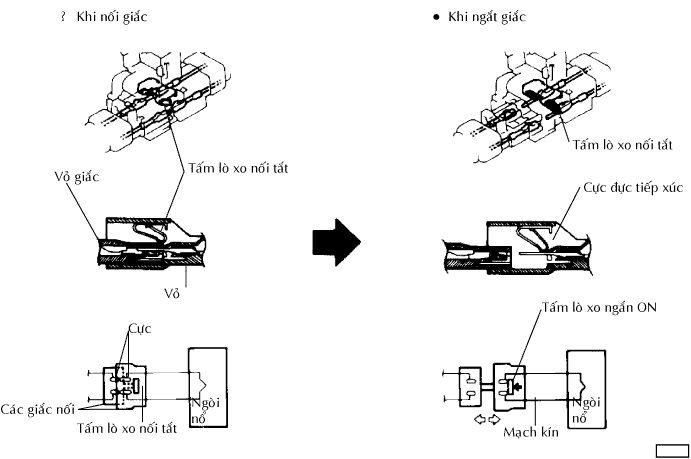 ? Khi nối giắc
● Khi ngắt giắc
Tấm lò xo nối tắt
Vỏ giắc
Tấm lò xo nối tắt
Cực đực tiếp xúc
Vỏ
Tấm lò xo ngắn ON
Cực
Ngòi
nổ
Các giắc nối
Tấm lò xo nối tắt
Ngòi
nổ
Mạch kín